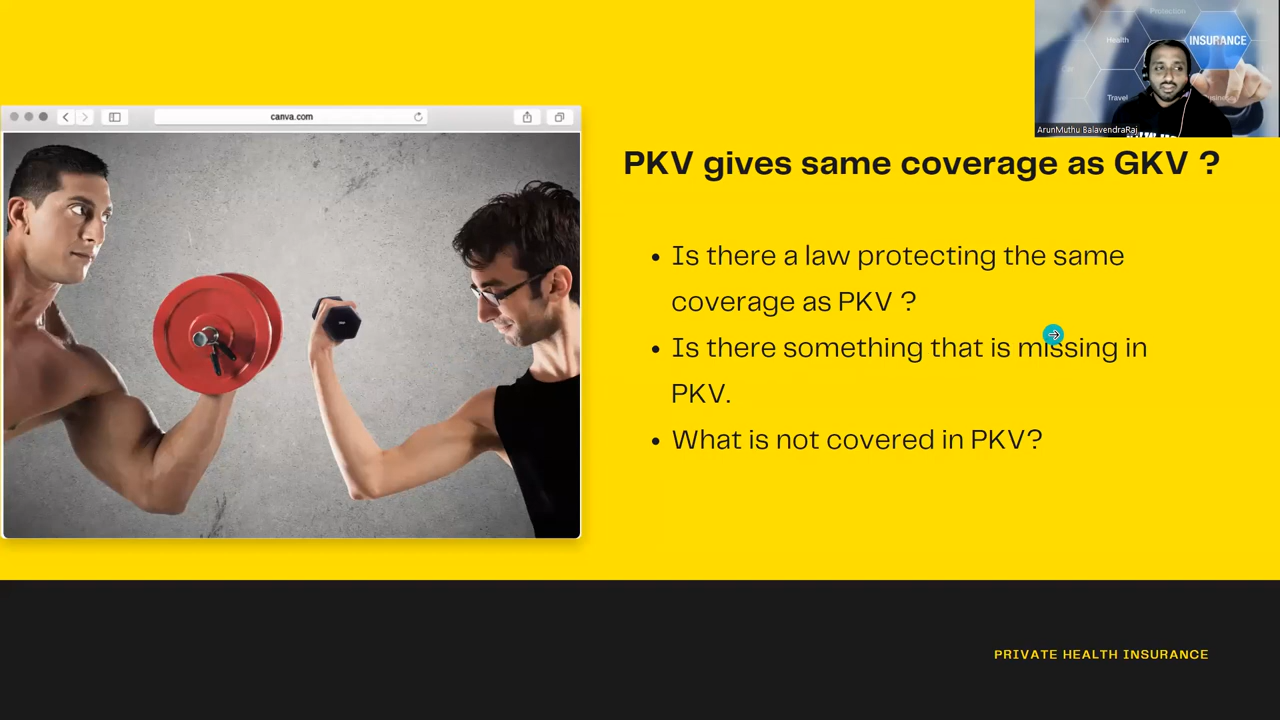 Protection
Health
INSURANCE
Travel
ArunMuthu BalavendraRaj
canva.com
PKV gives same coverage as GKV ?
• Is there a law protecting the same
coverage as PKV ?
• Is there something that is missing in
PKV.
• What is not covered in PKV?
PRIVATE HEALTH INSURANCE